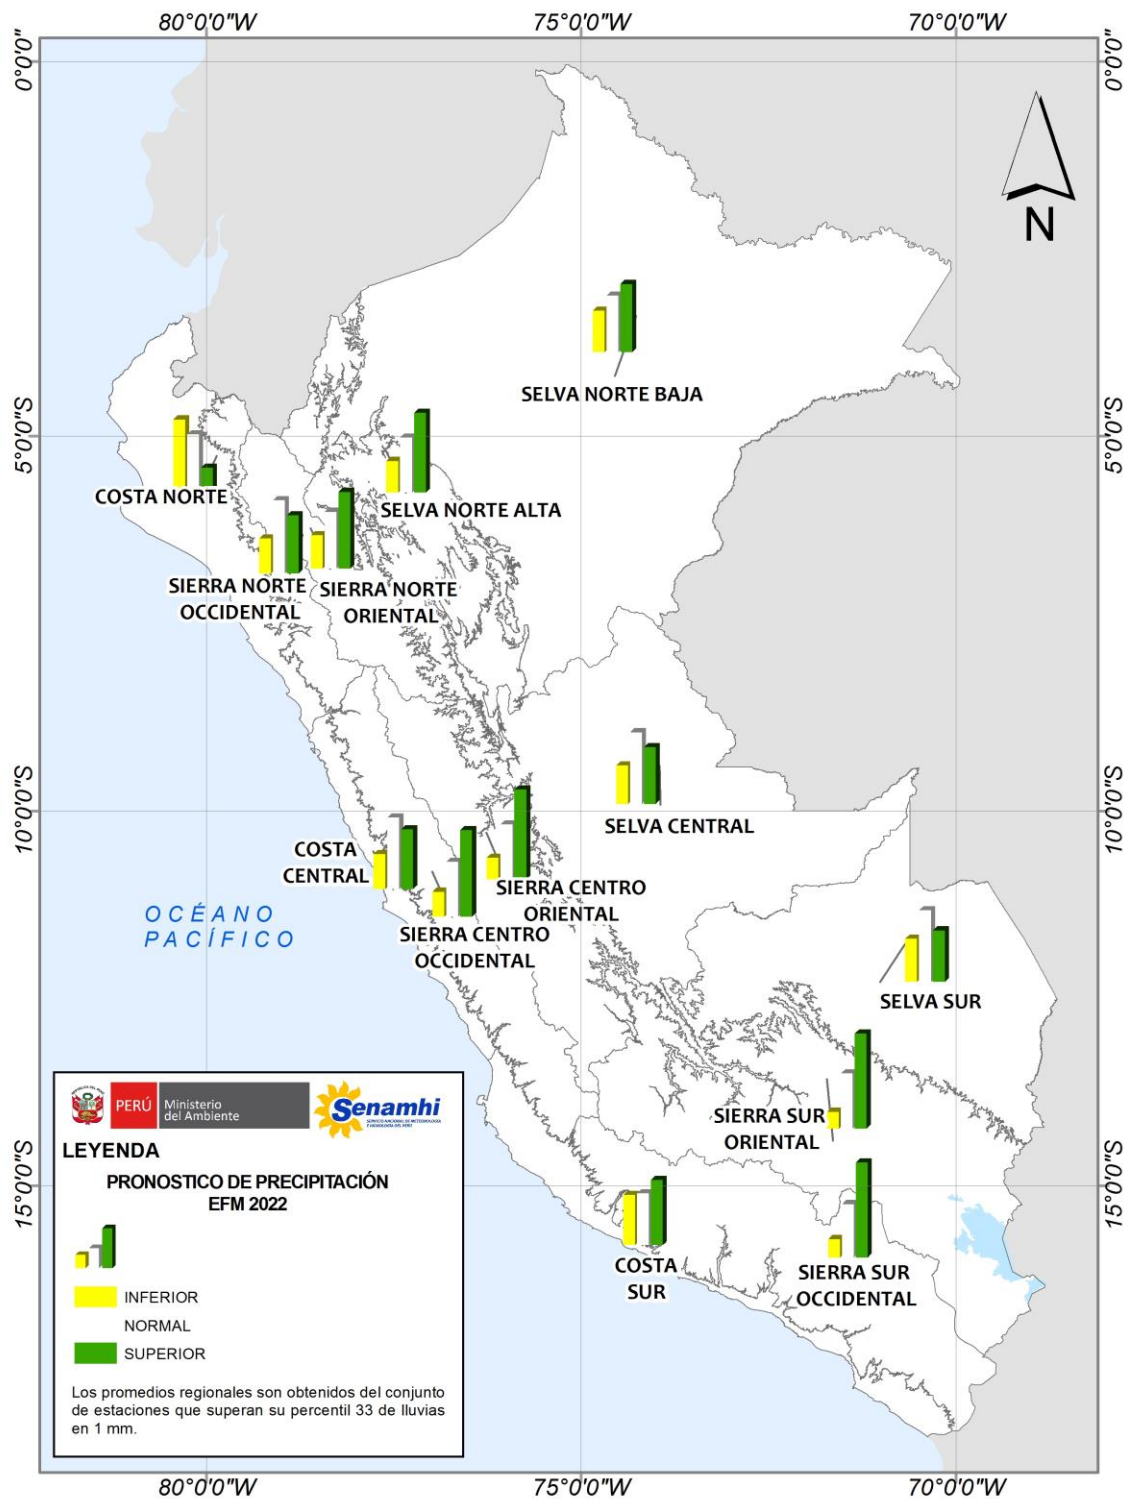 80°0'0"W 75°0'0"W 70°0'0"W
0°0'0" 0°0'0"
N
SELVA NORTE BAJA
5°0'0"S 5°0'0"S
COSTA NORTE
SELVA NORTE ALTA
SIERRA NORTE
OCCIDENTAL
SIERRA NORTE
ORIENTAL
10°0'0"S 10°0'0"S
SELVA CENTRAL
COSTA
CENTRAL
SIERRA CENTRO
ORIENTAL
SIERRA CENTRO
OCCIDENTAL
OCÉANO
PACÍFICO
SELVA SUR
SIERRA SUR
ORIENTAL
15°0'0"S 15°0'0"S
COSTA
SUR
SIERRA SUR
OCCIDENTAL
PERÚ
Ministerio
del Ambiente
Senamhi
LEYENDA
PRONOSTICO DE PRECIPITACIÓN
EFM 2022
INFERIOR
NORMAL
SUPERIOR
Los promedios regionales son obtenidos del conjunto
de estaciones que superan su percentil 33 de lluvias
en 1 mm.
80°0'0"W 75°0'0"W 70°0'0"W